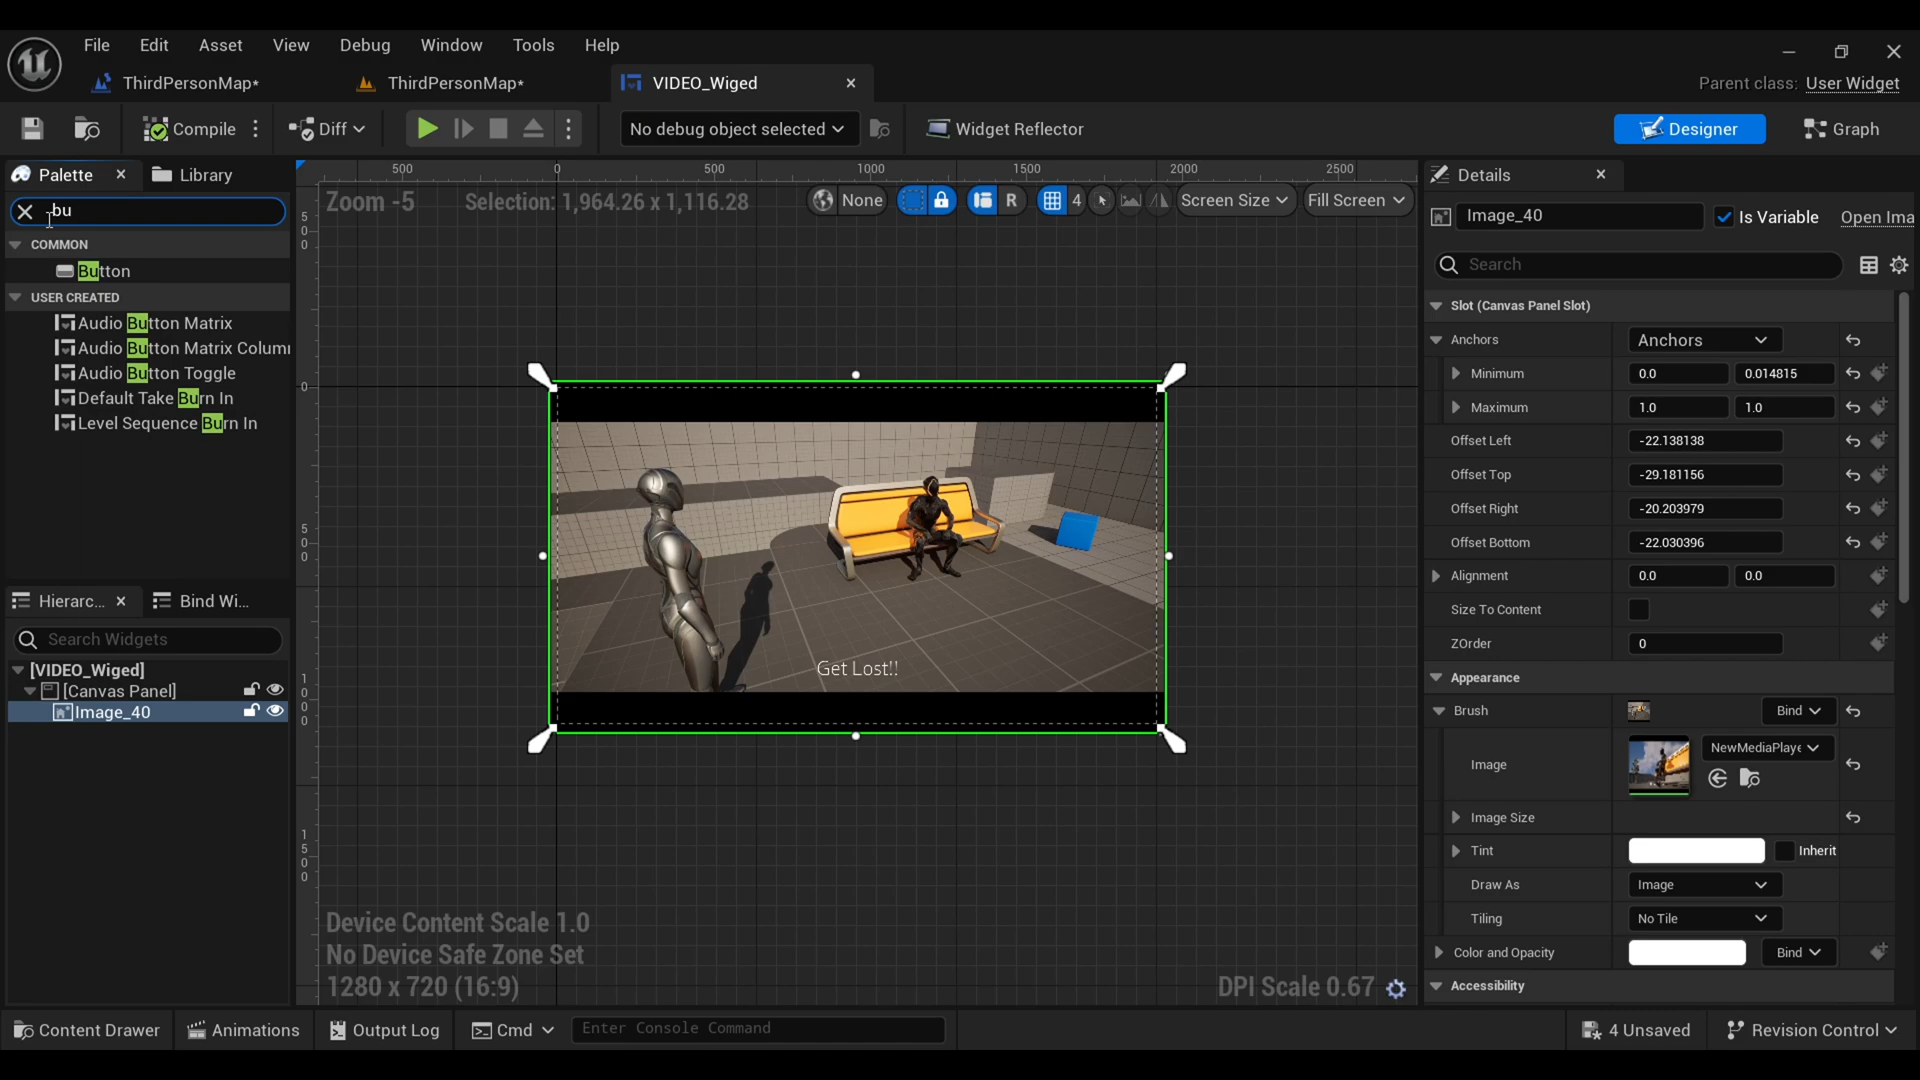 File Edit Asset View Debug Window Tools Help
ThirdPersonMap* ThirdPersonMap* VIDEO_Wiged Parent class: User Widget
Compile Diff No debug object selected Widget Reflector Designer Graph
Palette Library
bu
COMMON
Button
USER CREATED
Audio Button Matrix
Audio Button Matrix Column
Audio Button Toggle
Default Take Burn In
Level Sequence Burn In
Hierarc... Bind Wi...
Search Widgets
[VIDEO_Wiged]
[Canvas Panel]
Image_40
500 0 500 1000 1500 2000 2500
Zoom -5 Selection: 1,964.26 x 1,116.28 None R 4 Screen Size Fill Screen
500
0
500
1000
1500
Get Lost!!
Device Content Scale 1.0
No Device Safe Zone Set
1280 x 720 (16:9) DPI Scale 0.67
Details
Image_40 Is Variable Open Ima
Search
Slot (Canvas Panel Slot)
Anchors Anchors
Minimum 0.0 0.014815
Maximum 1.0 1.0
Offset Left -22.138138
Offset Top -29.181156
Offset Right -20.203979
Offset Bottom -22.030396
Alignment 0.0 0.0
Size To Content
ZOrder 0
Appearance
Brush Bind
Image NewMediaPlaye
Image Size
Tint Inherit
Draw As Image
Tiling No Tile
Color and Opacity Bind
Accessibility
Content Drawer Animations Output Log Cmd Enter Console Command 4 Unsaved Revision Control